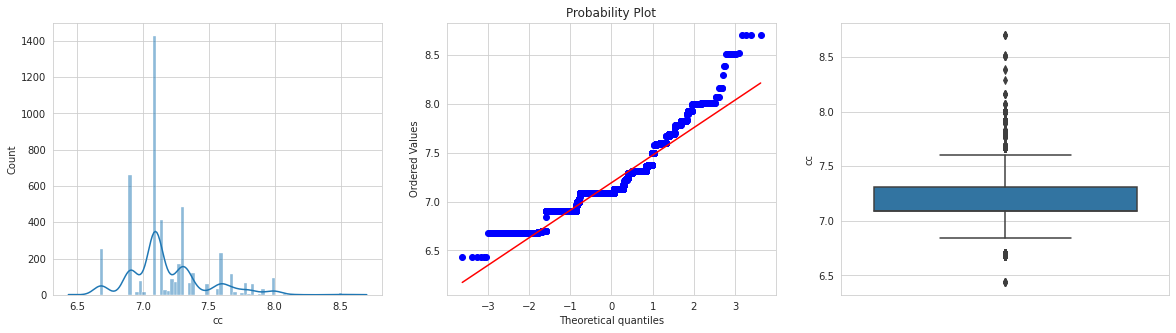 1400
1200
1000
800
600
400
200
0
Count
6.5 7.0 7.5 8.0 8.5
cc
Probability Plot
8.5
8.0
7.5
7.0
6.5
Ordered Values
−3 −2 −1 0 1 2 3
Theoretical quantiles
8.5
8.0
7.5
7.0
6.5
cc